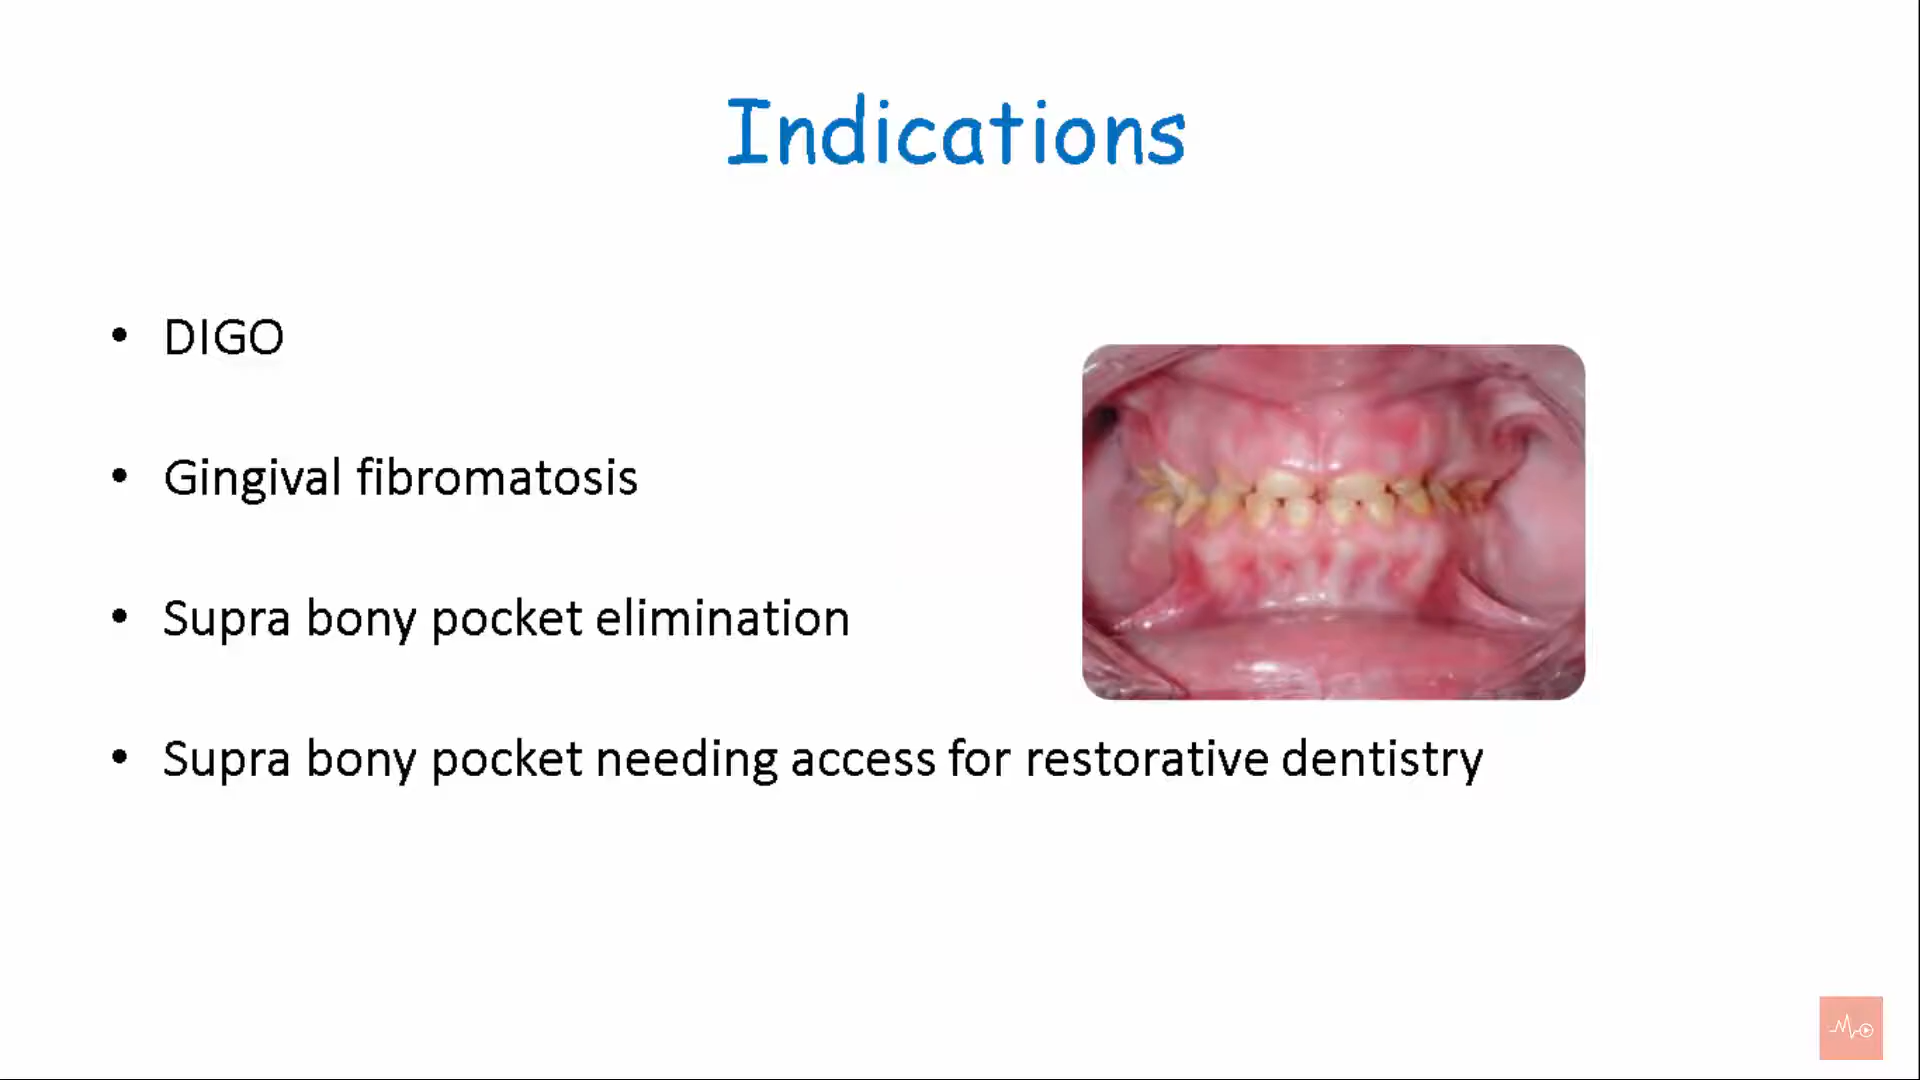 Indications
• DIGO
• Gingival fibromatosis
• Supra bony pocket elimination
• Supra bony pocket needing access for restorative dentistry